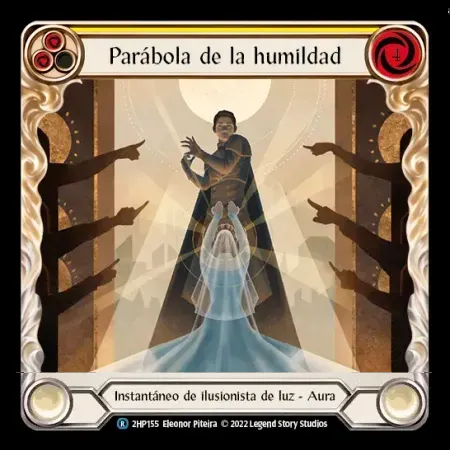 Parábola de la humildad
Instantáneo de ilusionista de luz - Aura
R 2HP155 Eleonor Piteira © 2022 Legend Story Studios